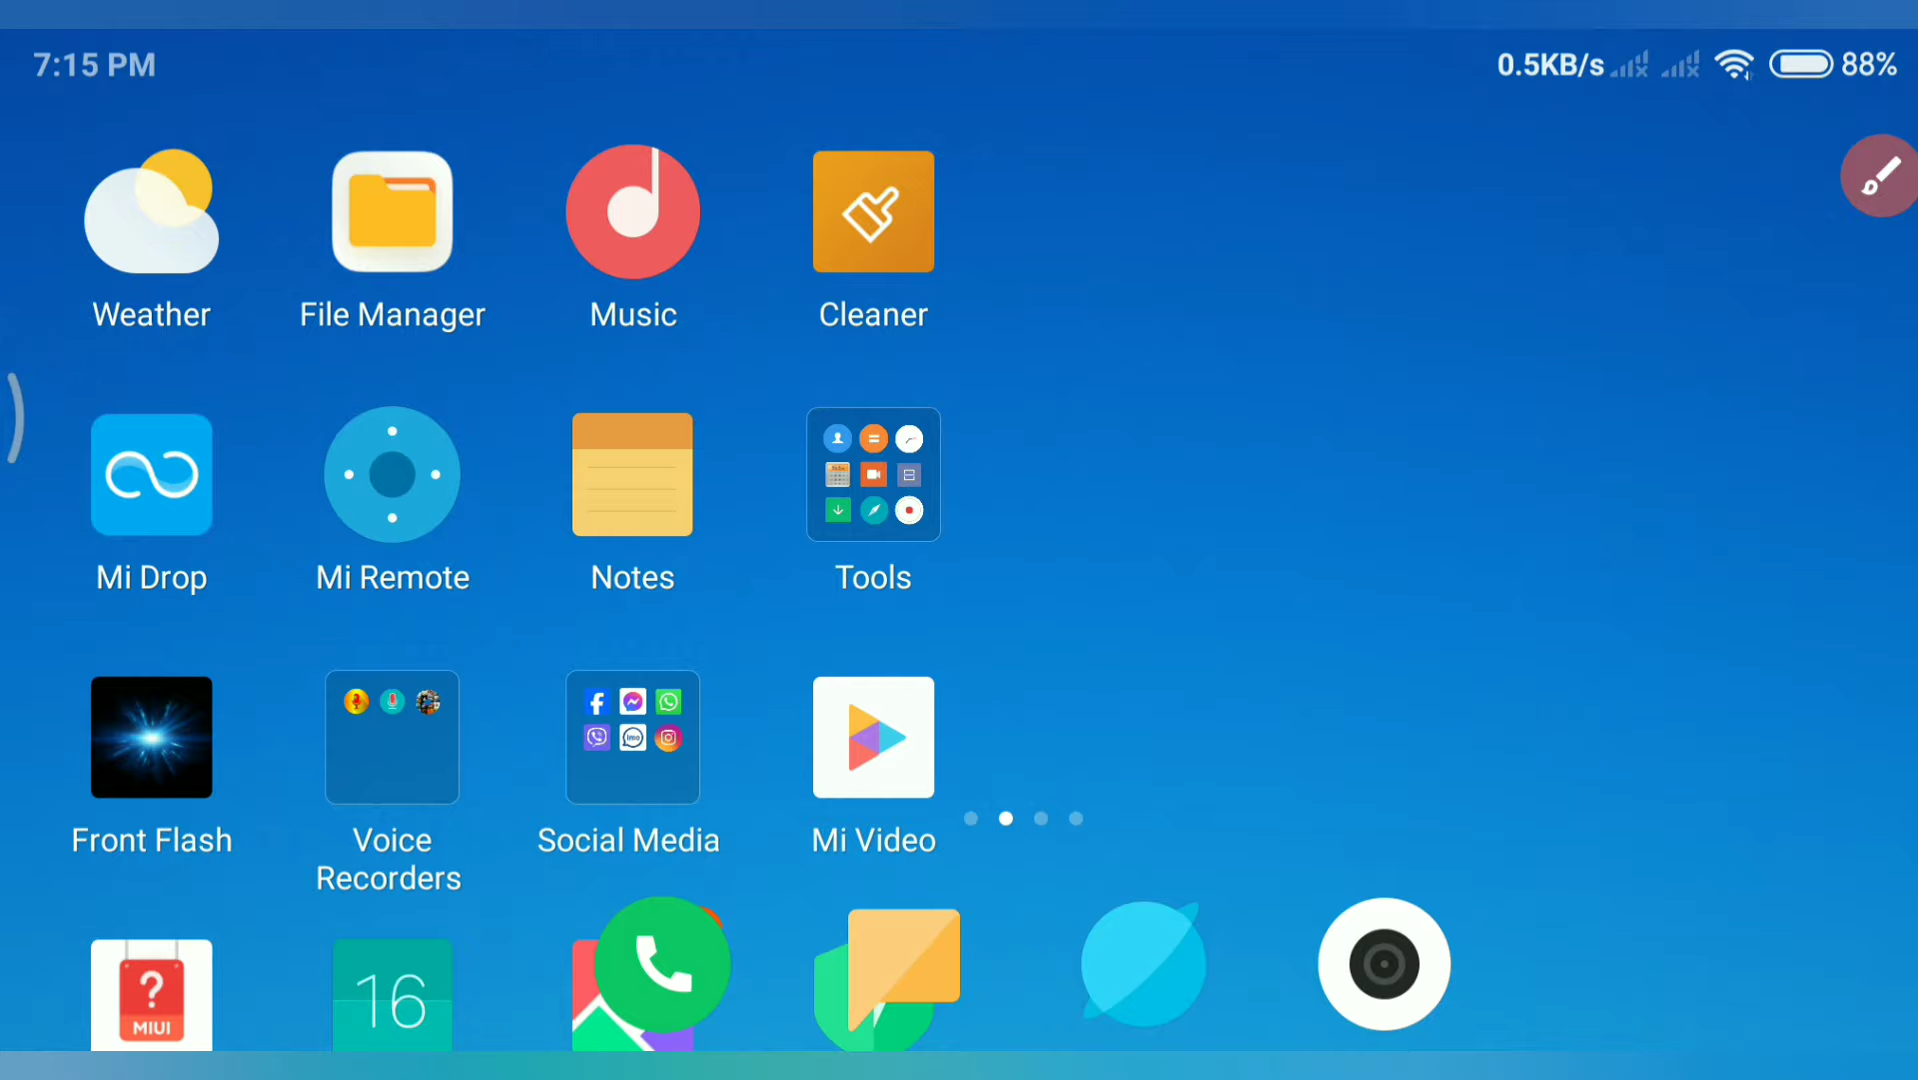 7:15 PM
0.5KB/s 88%
Weather File Manager Music Cleaner
Mi Drop Mi Remote Notes Tools
Front Flash Voice Recorders Social Media Mi Video
imo
?
MIUI
16